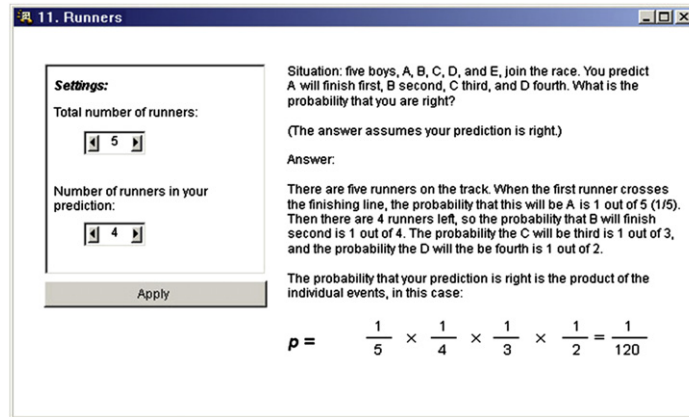 11. Runners
Settings:
Total number of runners:
5
Number of runners in your
prediction:
4
Apply
Situation: five boys, A, B, C, D, and E, join the race. You predict
A will finish first, B second, C third, and D fourth. What is the
probability that you are right?
(The answer assumes your prediction is right.)
Answer:
There are five runners on the track. When the first runner crosses
the finishing line, the probability that this will be A is 1 out of 5 (1/5).
Then there are 4 runners left, so the probability that B will finish
second is 1 out of 4. The probability the C will be third is 1 out of 3,
and the probability the D will the be fourth is 1 out of 2.
The probability that your prediction is right is the product of the
individual events, in this case:
p = 1/5 × 1/4 × 1/3 × 1/2 = 1/120